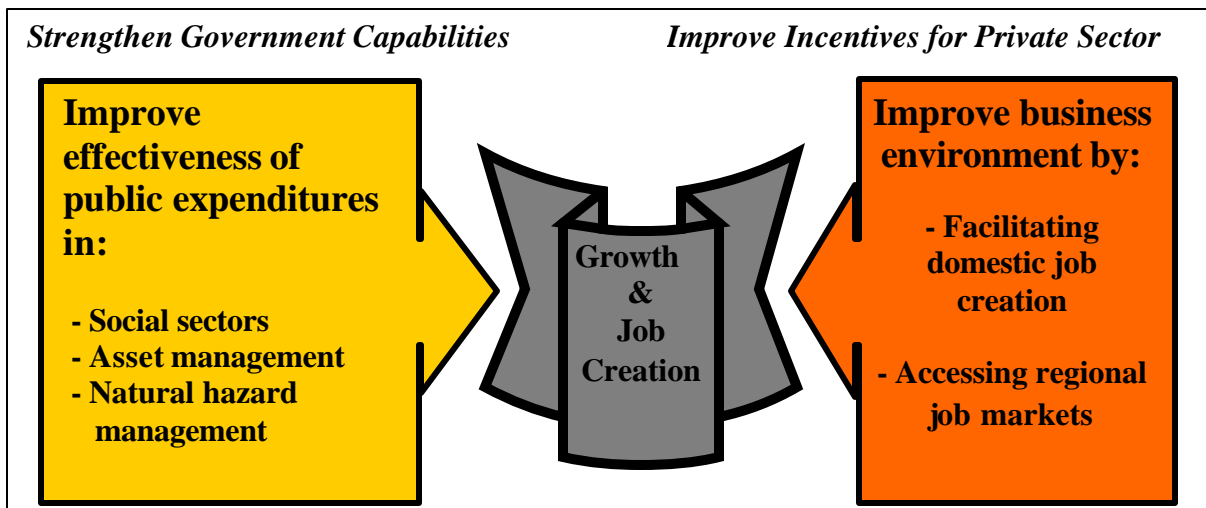 Strengthen Government Capabilities
Improve Incentives for Private Sector
Improve
effectiveness of
public expenditures
in:
- Social sectors
- Asset management
- Natural hazard
management
Growth
&
Job
Creation
Improve business
environment by:
- Facilitating
domestic job
creation
- Accessing regional
job markets